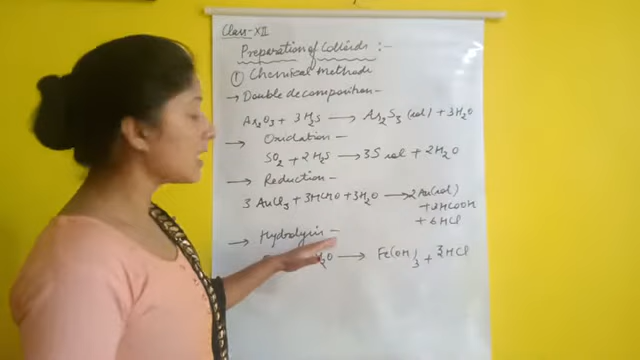 Class-XII
Preparation of Colloids :-
① Chemical methods
→ Double decomposition -
As₂O₃ + 3H₂S → As₂S₃ (sol) + 3H₂O
→ Oxidation -
SO₂ + 2H₂S → 3S sol + 2H₂O
→ Reduction -
3 AuCl₃ + 3HCHO + 3H₂O → 2Au(sol)
+ 3HCOOH
+ 6HCl
→ Hydrolysis -
₂O → Fe(OH)₃ + 3HCl